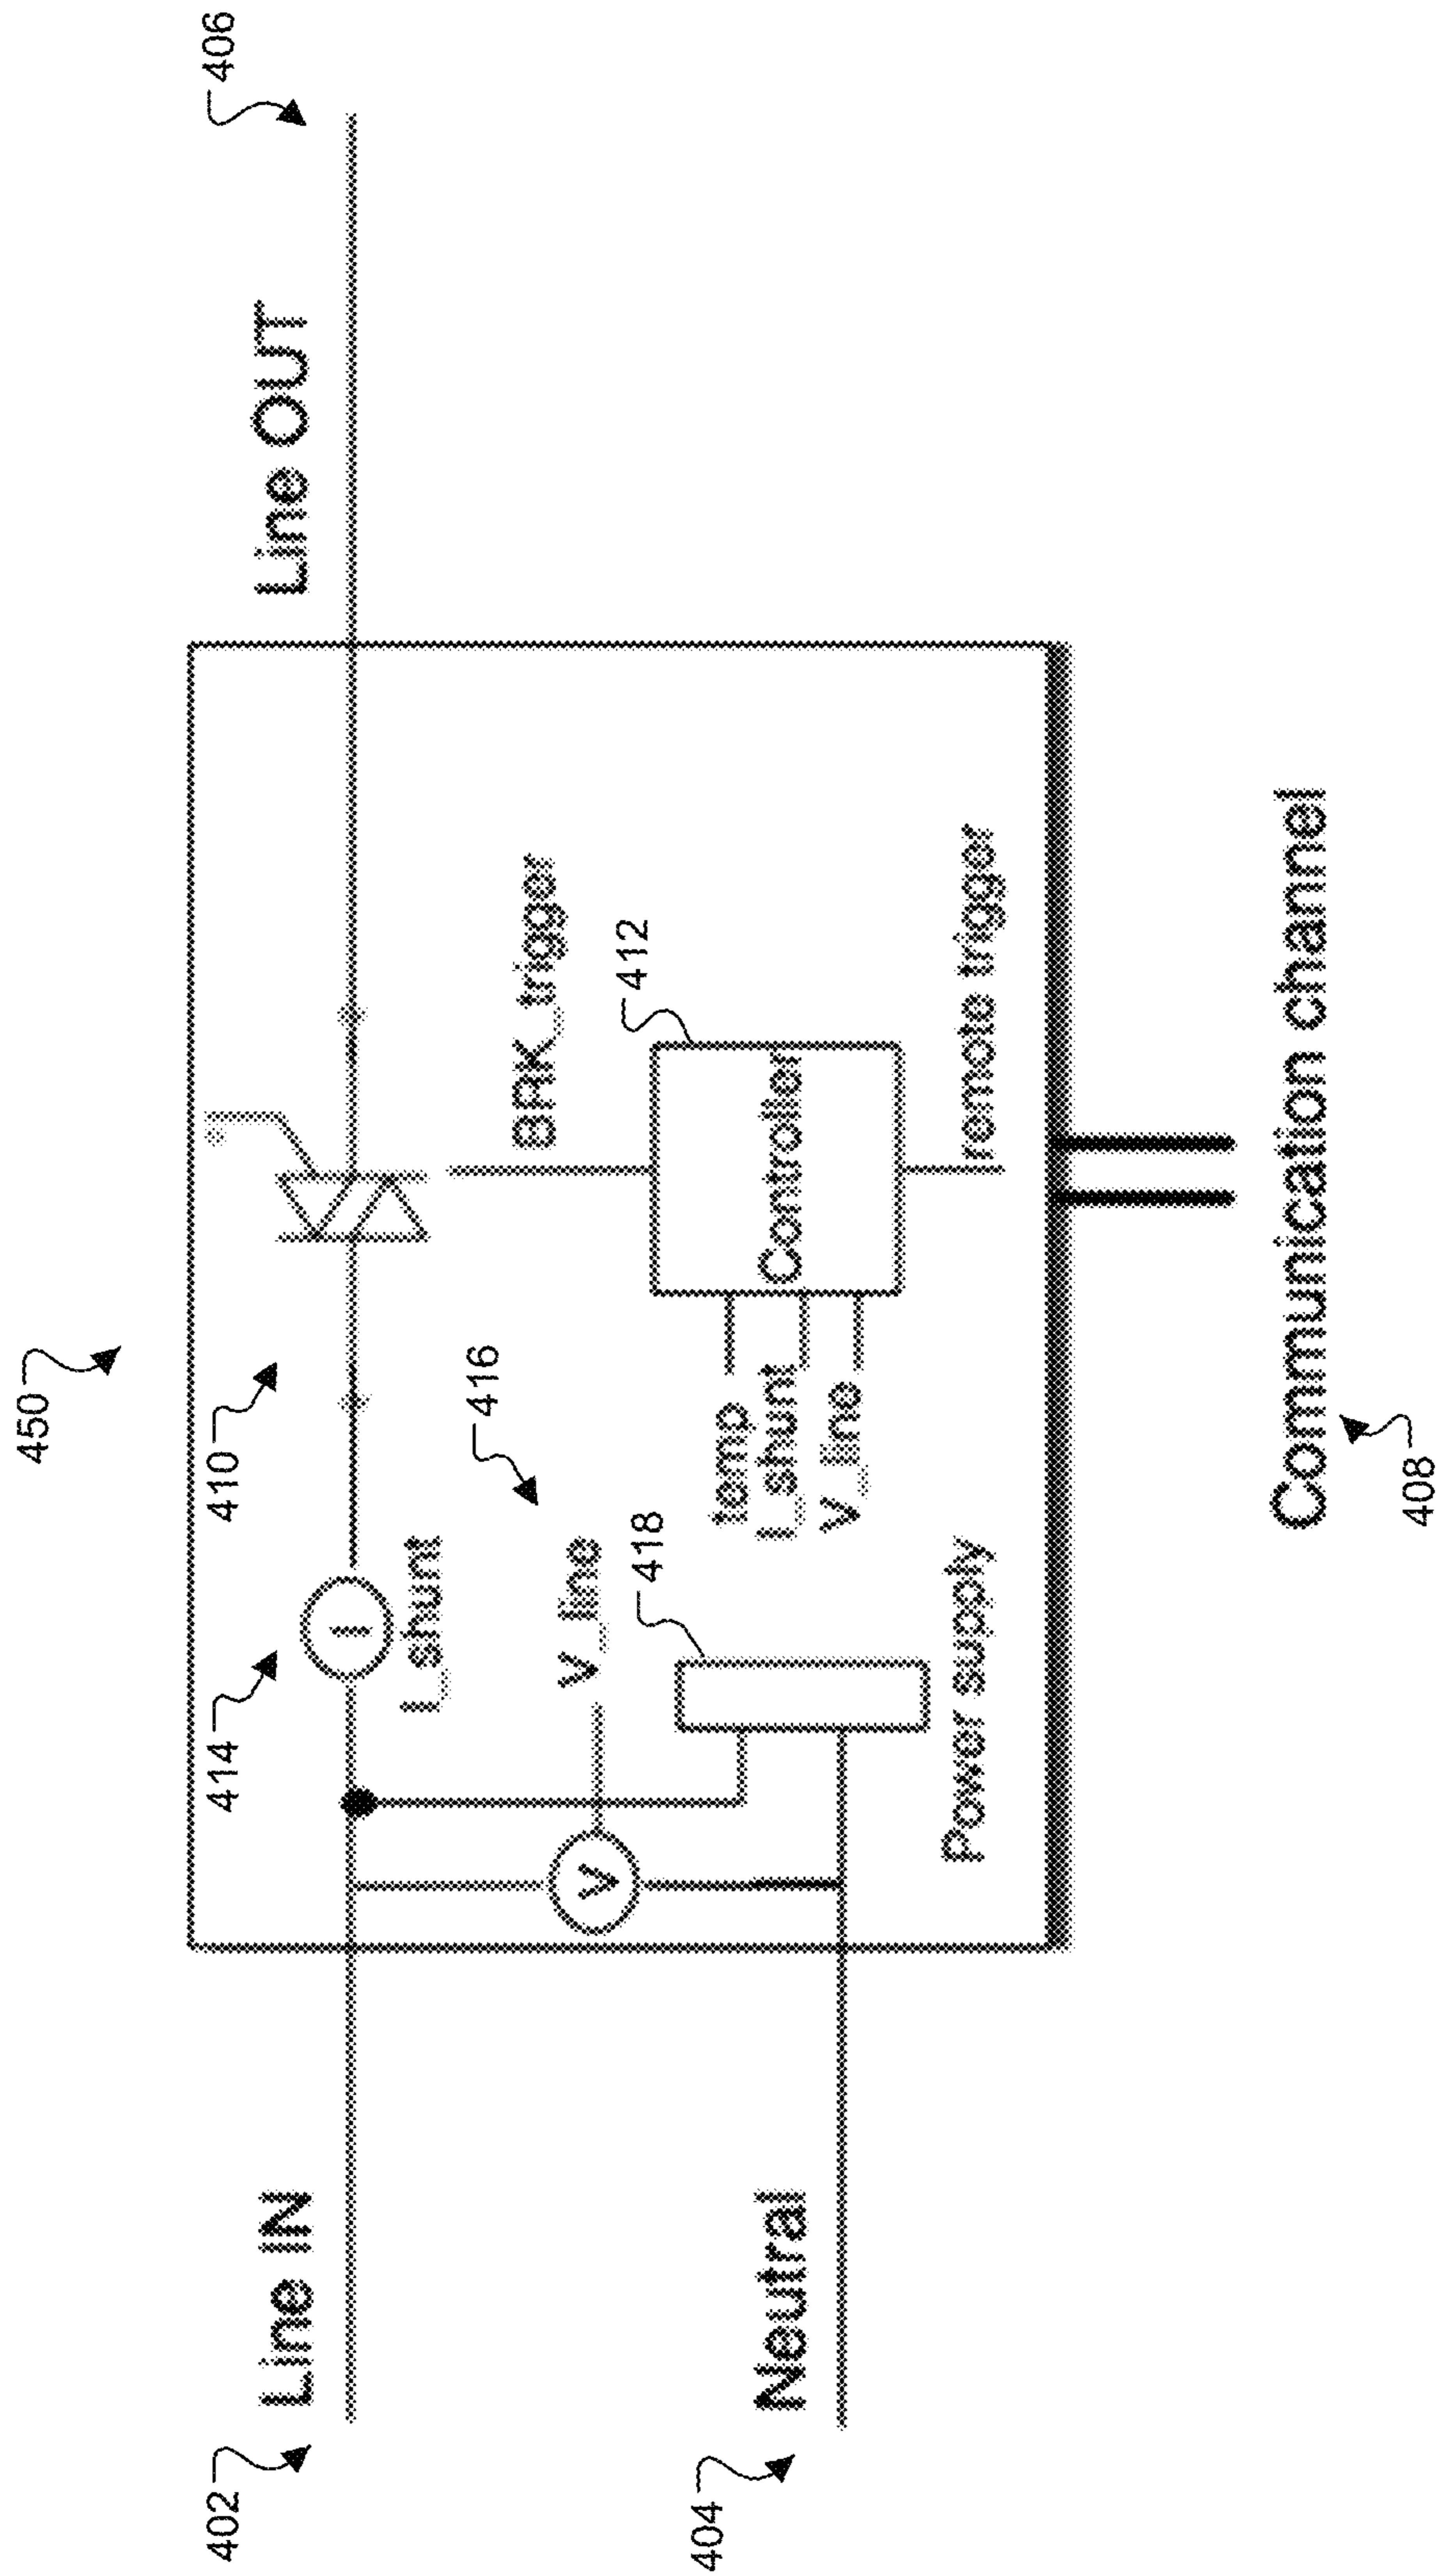 450
406
Line OUT
410
414
I_shunt
BRK_trigger
416
V_line
412
Controller
temp
I_shunt
V_line
418
remote trigger
Power supply
402
Line IN
404
Neutral
Communication channel
408